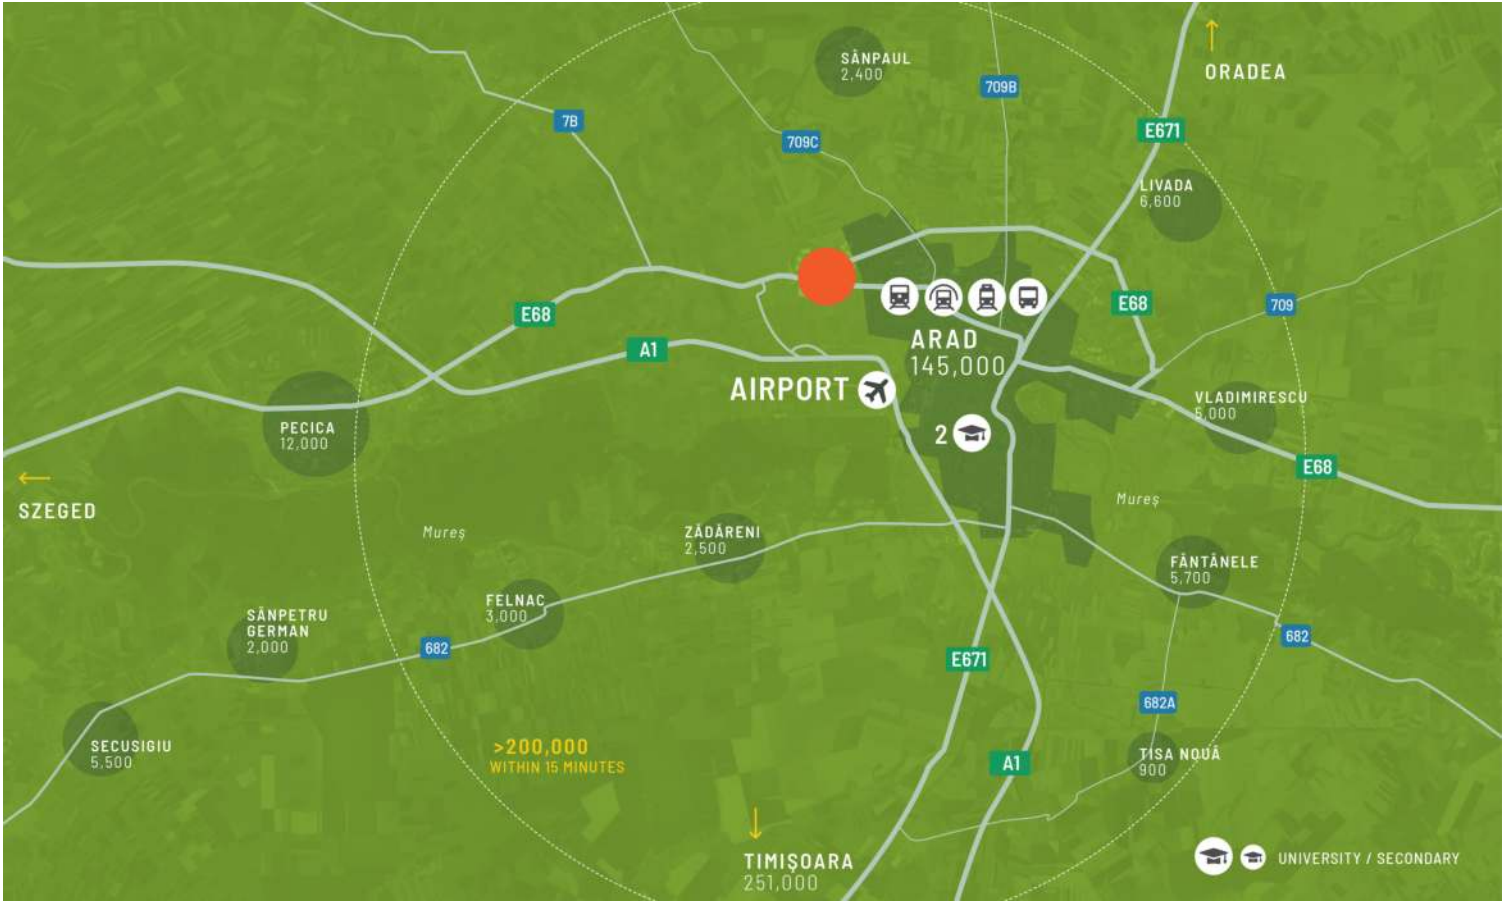 SÂNPAUL
2,400
ORADEA
709B
7B
E671
709C
LIVADA
6,600
E68
E68
709
ARAD
145,000
A1
AIRPORT
VLADIMIRESCU
5,000
PECICA
12,000
2
E68
SZEGED
Mureş
Mureş
ZĂDĂRENI
2,500
FÂNTÂNELE
5,700
FELNAC
3,000
SÂNPETRU
GERMAN
2,000
682
682
E671
682A
SECUSIGIU
5,500
>200,000
WITHIN 15 MINUTES
A1
TISA NOUĂ
900
TIMIŞOARA
251,000
UNIVERSITY / SECONDARY